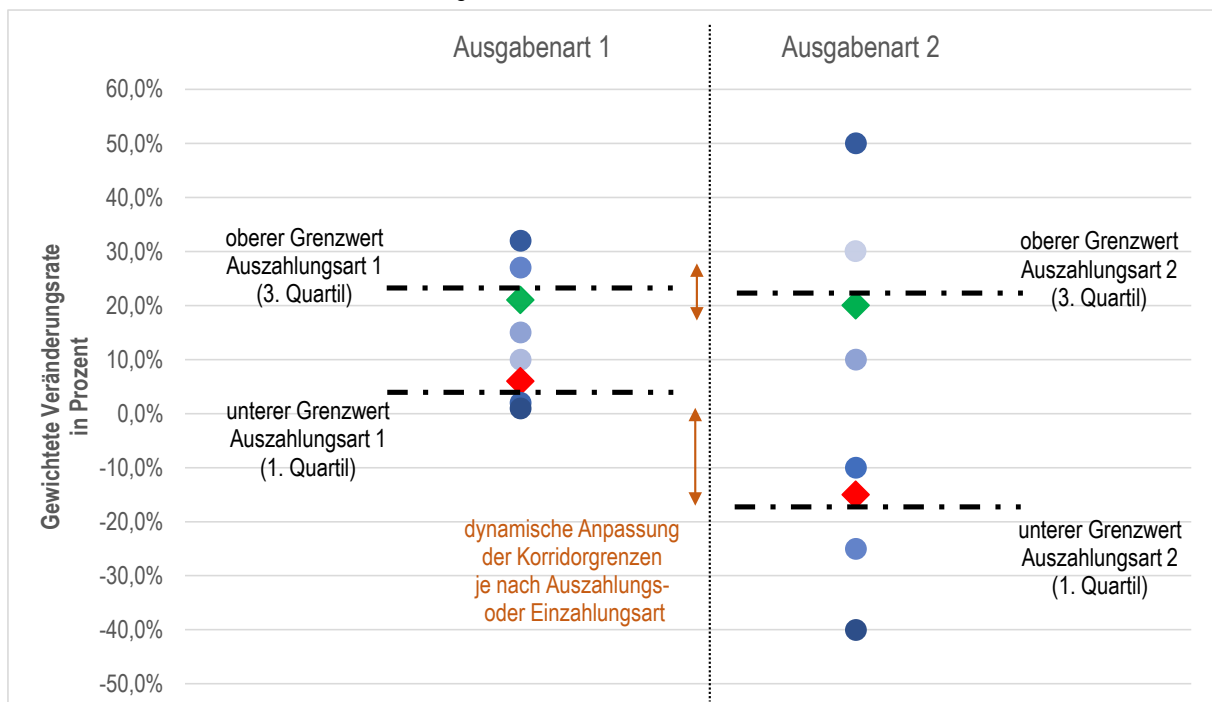 Ausgabenart 1
Ausgabenart 2
Gewichtete Veränderungsrate
in Prozent
60,0%
50,0%
40,0%
30,0%
20,0%
10,0%
0,0%
-10,0%
-20,0%
-30,0%
-40,0%
-50,0%
oberer Grenzwert
Auszahlungsart 1
(3. Quartil)
unterer Grenzwert
Auszahlungsart 1
(1. Quartil)
dynamische Anpassung
der Korridorgrenzen
je nach Auszahlungs-
oder Einzahlungsart
oberer Grenzwert
Auszahlungsart 2
(3. Quartil)
unterer Grenzwert
Auszahlungsart 2
(1. Quartil)